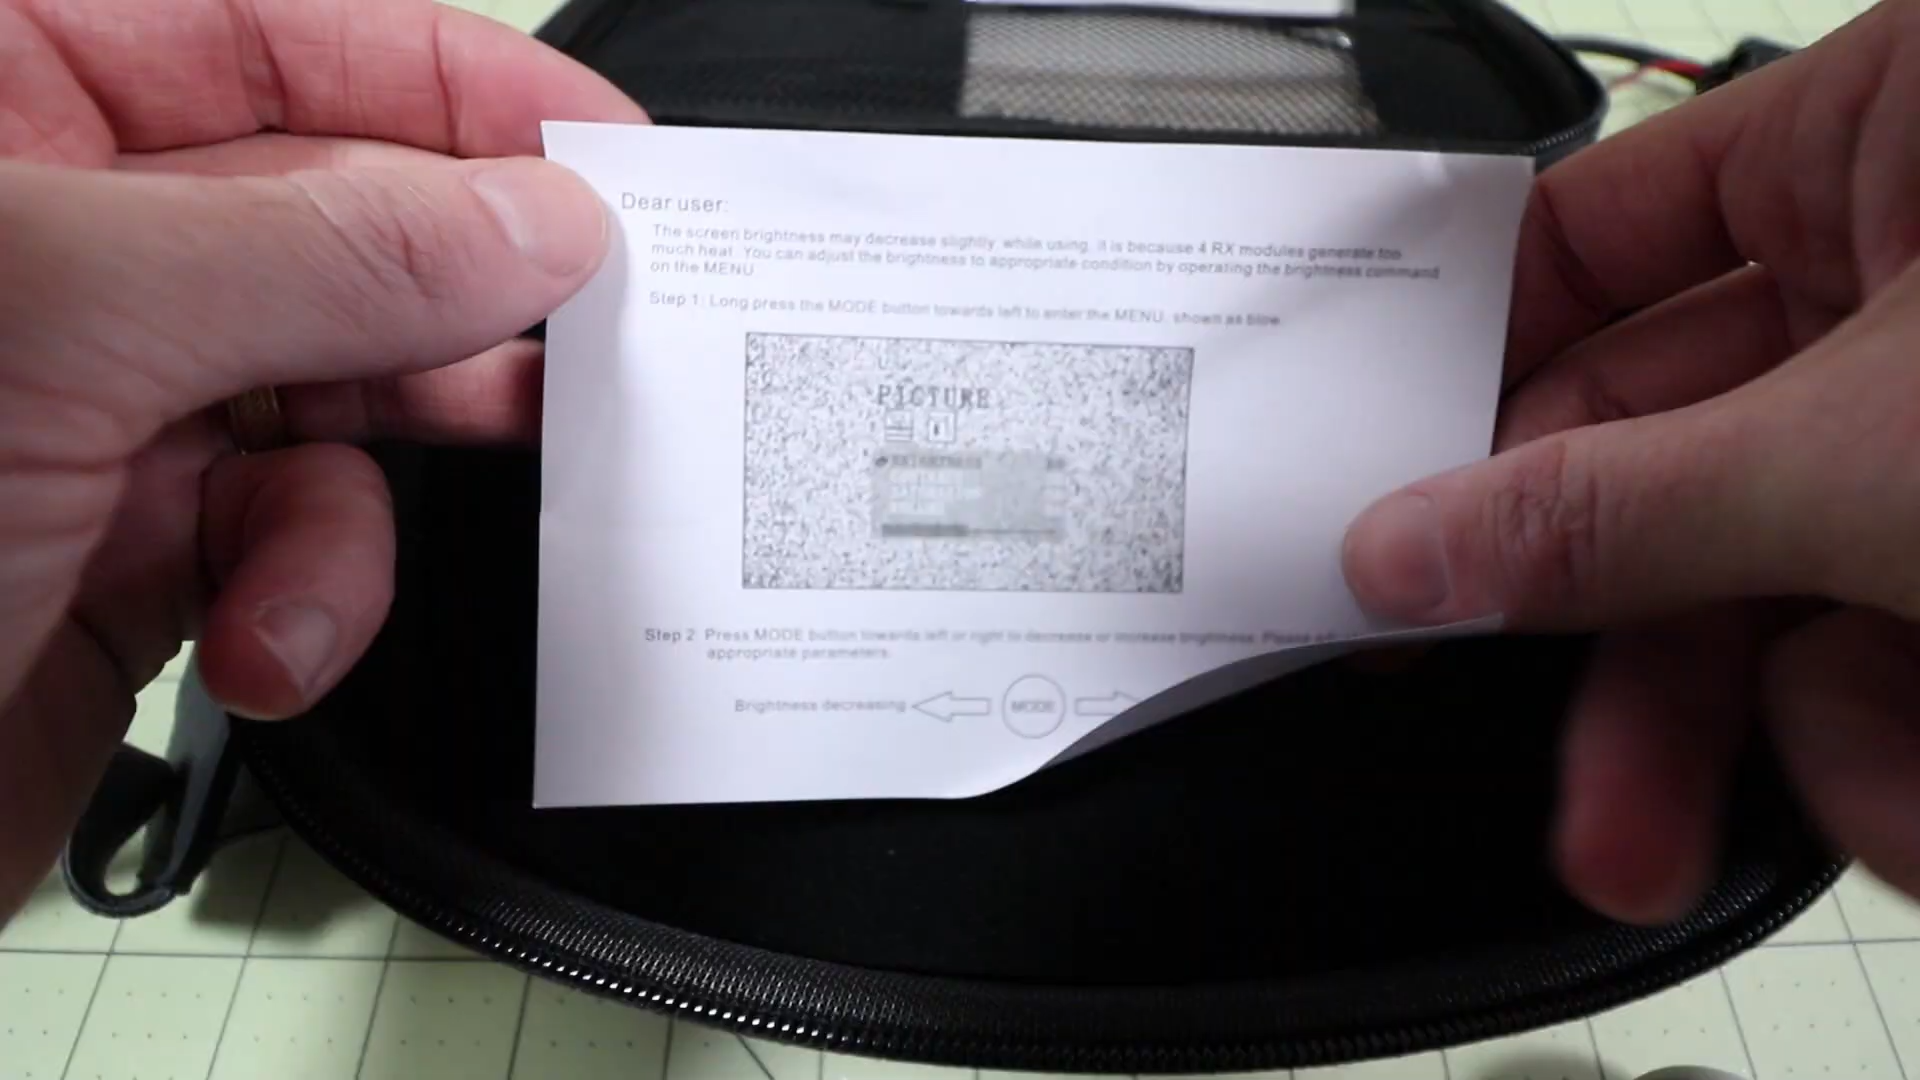 Dear user:
The screen brightness may decrease slightly while using, it is because 4 RX modules generate too
much heat. You can adjust the brightness to appropriate condition by operating the brightness command
on the MENU
Step 1: Long press the MODE button towards left to enter the MENU, shown as blow
PICTURE
BRIGHTNESS
Step 2 Press MODE button towards left or right to decrease or increase brightness. Please
appropriate parameters.
Brightness decreasing MODE